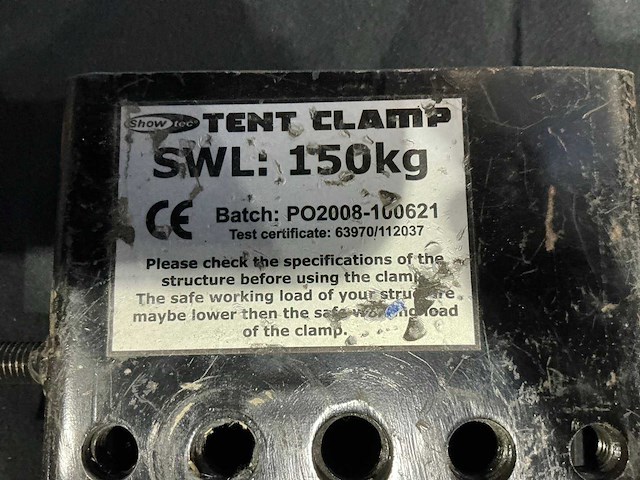 Showtec TENT CLAMP
SWL: 150kg
CE Batch: PO2008-100621
Test certificate: 63970/112037
Please check the specifications of the
structure before using the clamp.
The safe working load of your structure
maybe lower then the safe working load
of the clamp.